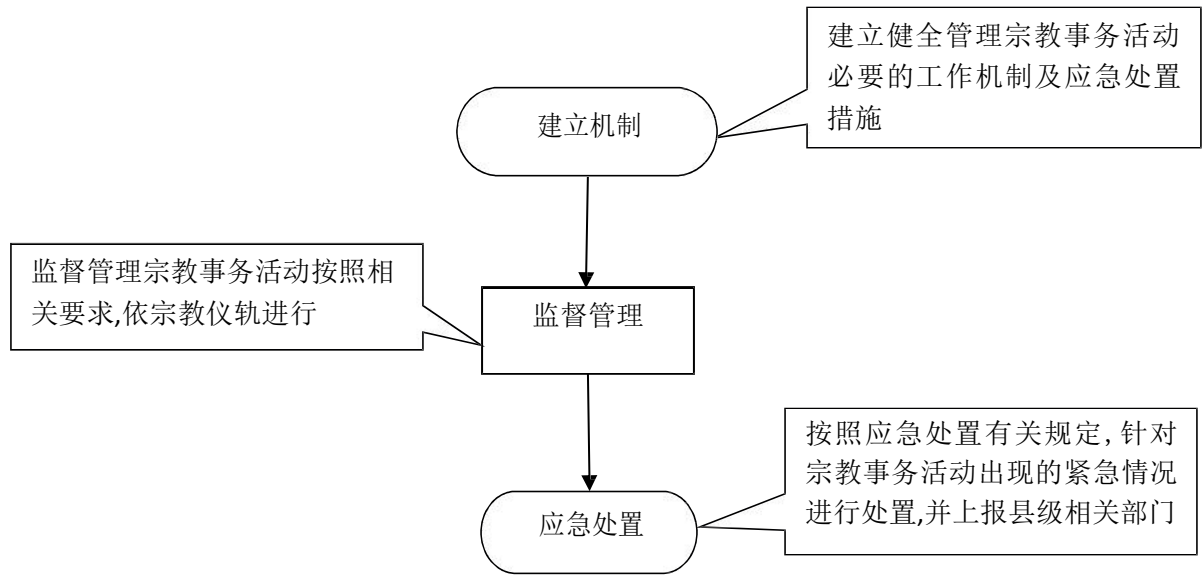 建立健全管理宗教事务活动
必要的工作机制及应急处置
措施
建立机制
监督管理宗教事务活动按照相
关要求,依宗教仪轨进行
监督管理
按照应急处置有关规定,针对
宗教事务活动出现的紧急情况
进行处置,并上报县级相关部门
应急处置